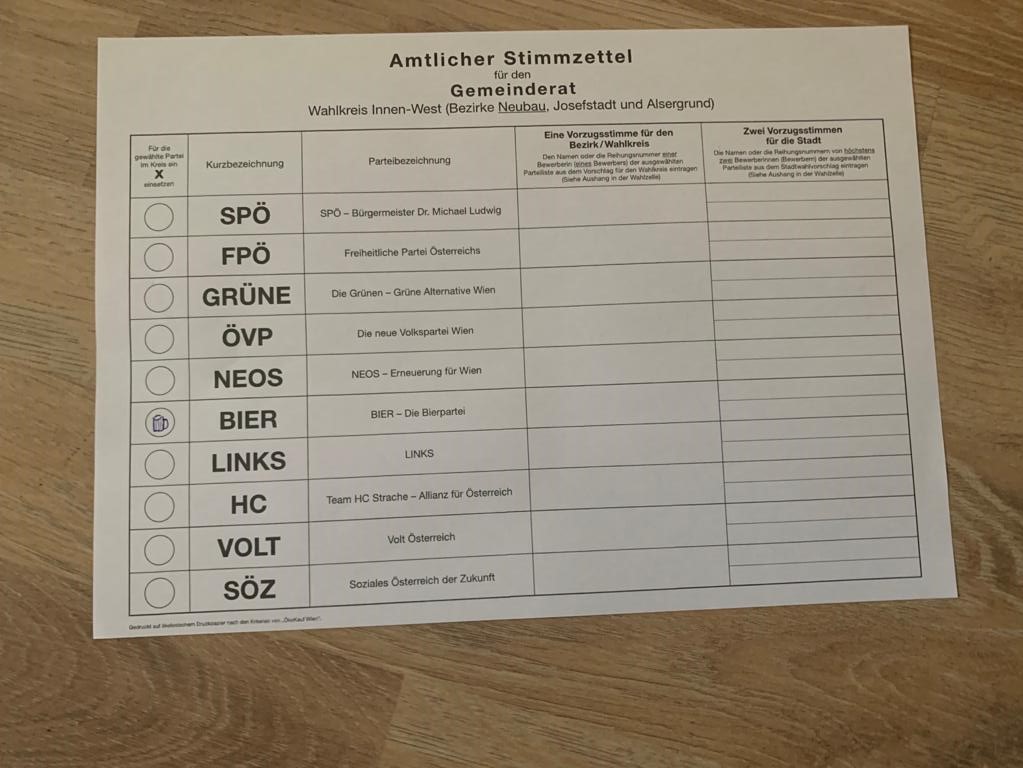 Amtlicher Stimmzettel
für den
Gemeinderat
Wahlkreis Innen-West (Bezirke Neubau, Josefstadt und Alsergrund)
Für die
gewählte Partei
im Kreis ein
X
einsetzen
Kurzbezeichnung
Parteibezeichnung
Eine Vorzugsstimme für den
Bezirk/Wahlkreis
Den Namen oder die Reihungsnummer einer
Bewerberin (eines Bewerbers) der ausgewählten
Parteiliste aus dem Vorschlag für den Wahlkreis eintragen
(Siehe Aushang in der Wahlzelle)
Zwei Vorzugsstimmen
für die Stadt
Die Namen oder die Reihungsnummern von höchstens
zwei Bewerberinnen (Bewerbern) der ausgewählten
Parteiliste aus dem Stadtwahlvorschlag eintragen
(Siehe Aushang in der Wahlzelle)
SPÖ SPÖ – Bürgermeister Dr. Michael Ludwig
FPÖ Freiheitliche Partei Österreichs
GRÜNE Die Grünen – Grüne Alternative Wien
ÖVP Die neue Volkspartei Wien
NEOS NEOS – Erneuerung für Wien
BIER BIER – Die Bierpartei
LINKS LINKS
HC Team HC Strache – Allianz für Österreich
VOLT Volt Österreich
SÖZ Soziales Österreich der Zukunft
Gedruckt auf ökologischem Druckpapier nach den Kriterien von „ÖkoKauf Wien“.